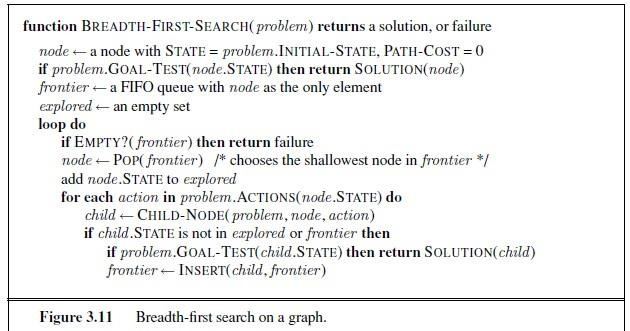 function BREADTH-FIRST-SEARCH(problem) returns a solution, or failure
node ← a node with STATE = problem.INITIAL-STATE, PATH-COST = 0
if problem.GOAL-TEST(node.STATE) then return SOLUTION(node)
frontier ← a FIFO queue with node as the only element
explored ← an empty set
loop do
if EMPTY?(frontier) then return failure
node ← POP(frontier) /* chooses the shallowest node in frontier */
add node.STATE to explored
for each action in problem.ACTIONS(node.STATE) do
child ← CHILD-NODE(problem, node, action)
if child.STATE is not in explored or frontier then
if problem.GOAL-TEST(child.STATE) then return SOLUTION(child)
frontier ← INSERT(child, frontier)
Figure 3.11 Breadth-first search on a graph.